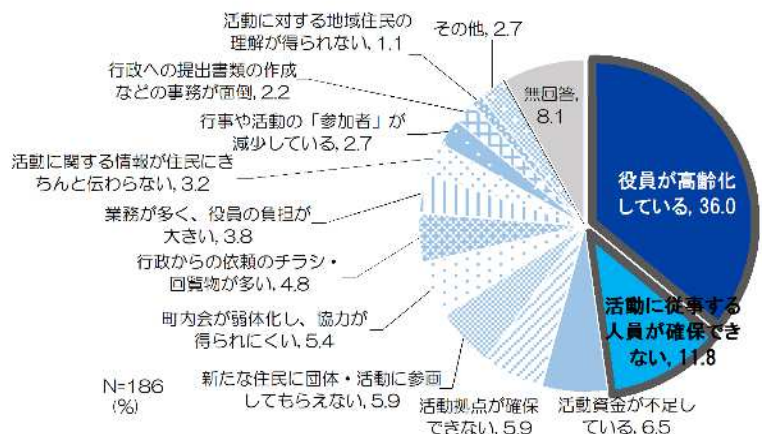 活動に対する地域住民の
理解が得られない, 1.1
その他, 2.7
行政への提出書類の作成
などの事務が面倒, 2.2
無回答,
8.1
行事や活動の「参加者」が
減少している, 2.7
活動に関する情報が住民にき
ちんと伝わらない, 3.2
役員が高齢化
している, 36.0
業務が多く、役員の負担が
大きい, 3.8
行政からの依頼のチラシ・
回覧物が多い, 4.8
活動に従事する
人員が確保でき
ない, 11.8
町内会が弱体化し、協力が
得られにくい, 5.4
新たな住民に団体・活動に参画
してもらえない, 5.9
活動拠点が確保
できない, 5.9
活動資金が不足し
ている, 6.5
N=186
(%)